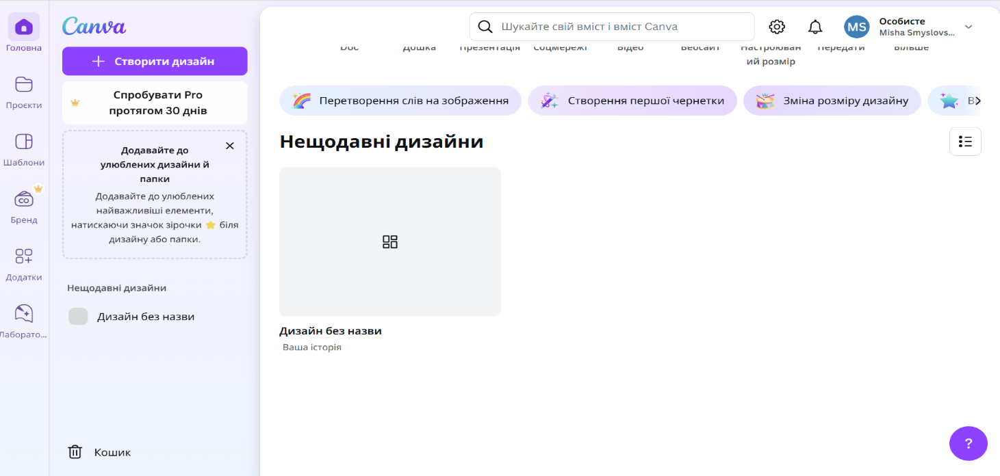 Головна
Проєкти
Шаблони
CO
Бренд
Додатки
Лаборато...
Canva
Створити дизайн
Спробувати Pro
протягом 30 днів
Додавайте до
улюблених дизайни й
папки
Додавайте до улюблених
найважливіші елементи,
натискаючи значок зірочки ⭐ біля
дизайну або папки.
Нещодавні дизайни
Дизайн без назви
Кошик
Шукайте свій вміст і вміст Canva
MS
Особисте
Misha Smyslovs...
Doc Дошка Презентація Соцмережі Відео Вебсайт Настроюван Передати Більше
ий розмір
Перетворення слів на зображення Створення першої чернетки Зміна розміру дизайну
Нещодавні дизайни
Дизайн без назви
Ваша історія
?